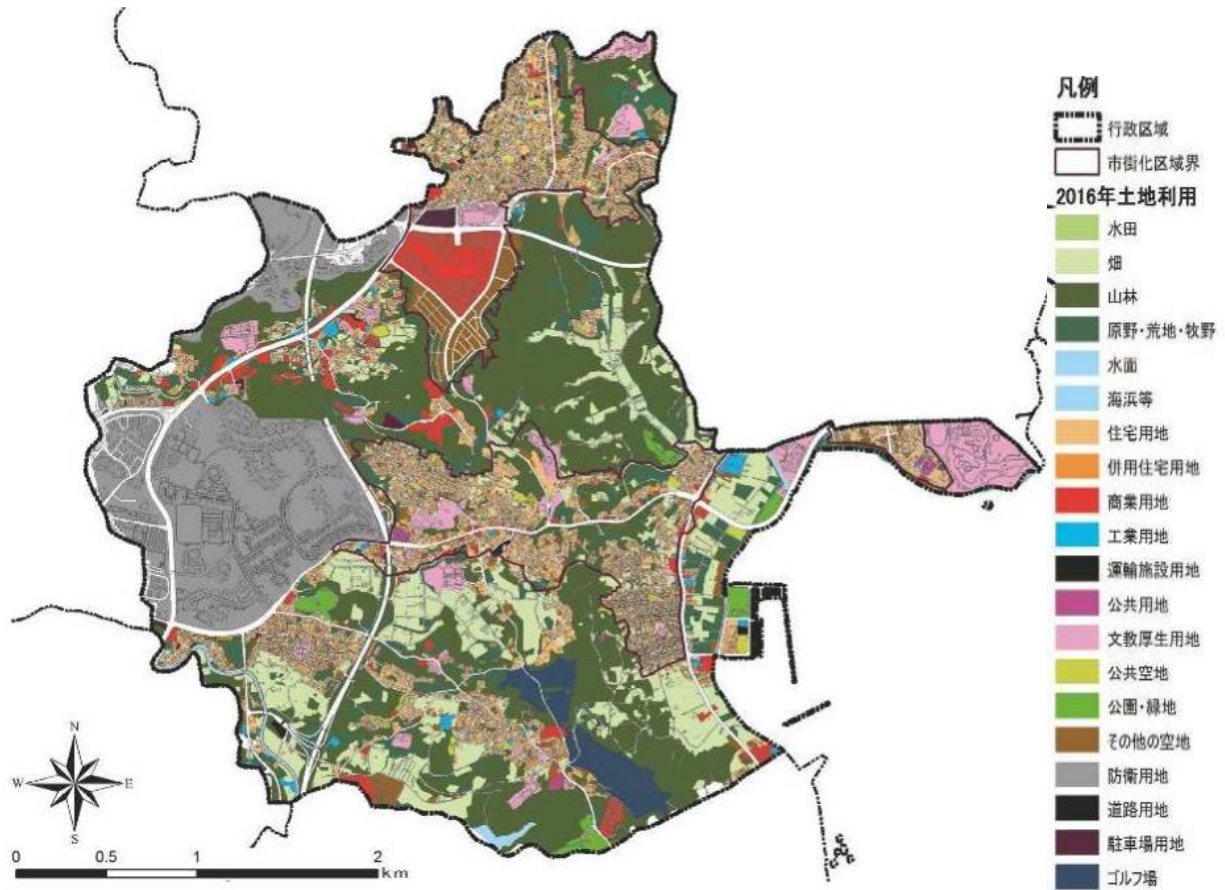 凡例
行政区域
市街化区域界
2016年土地利用
水田
畑
山林
原野・荒地・牧野
水面
海浜等
住宅用地
併用住宅用地
商業用地
工業用地
運輸施設用地
公共用地
文教厚生用地
公共空地
公園・緑地
その他の空地
防衛用地
道路用地
駐車場用地
ゴルフ場
N
W E
S
0 0.5 1 2
km